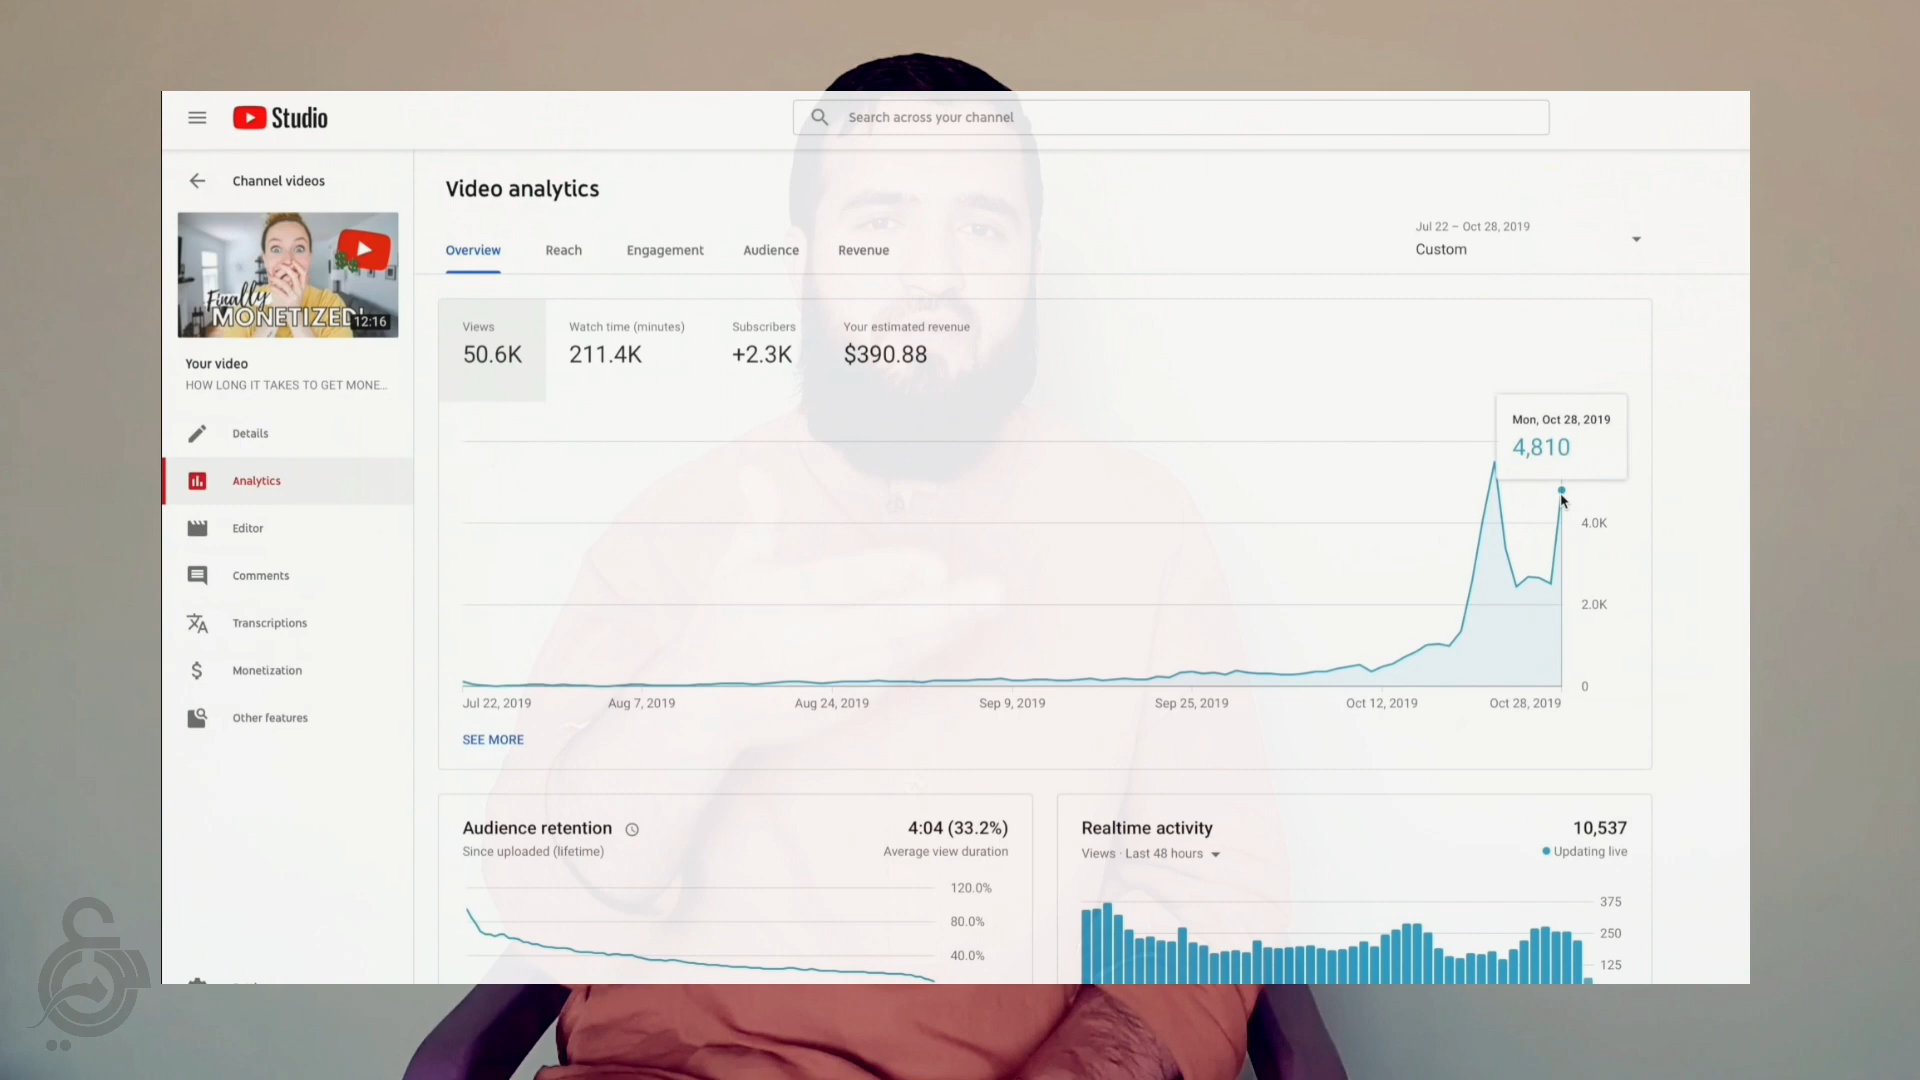 Studio
Search across your channel
Channel videos
Video analytics
Jul 22 – Oct 28, 2019
Custom
Overview
Reach
Engagement
Audience
Revenue
Finally
MONETIZED!
12:16
Your video
HOW LONG IT TAKES TO GET MONE...
Details
Analytics
Editor
Comments
Transcriptions
Monetization
Other features
Views
50.6K
Watch time (minutes)
211.4K
Subscribers
+2.3K
Your estimated revenue
$390.88
Mon, Oct 28, 2019
4,810
4.0K
2.0K
0
Jul 22, 2019
Aug 7, 2019
Aug 24, 2019
Sep 9, 2019
Sep 25, 2019
Oct 12, 2019
Oct 28, 2019
SEE MORE
Audience retention
4:04 (33.2%)
Since uploaded (lifetime)
Average view duration
120.0%
80.0%
40.0%
Realtime activity
10,537
Views · Last 48 hours
Updating live
375
250
125